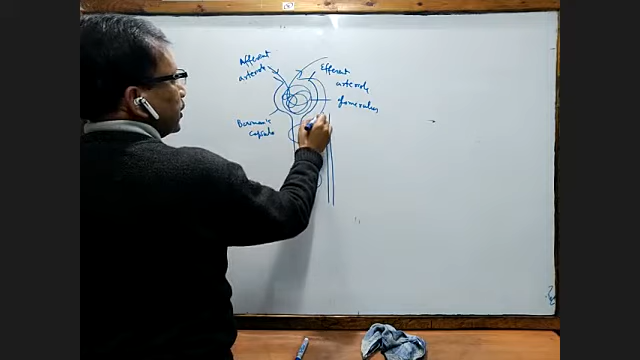 Afferent
arteriole
Efferent
arteriole
glomerulus
Bowman's
capsule